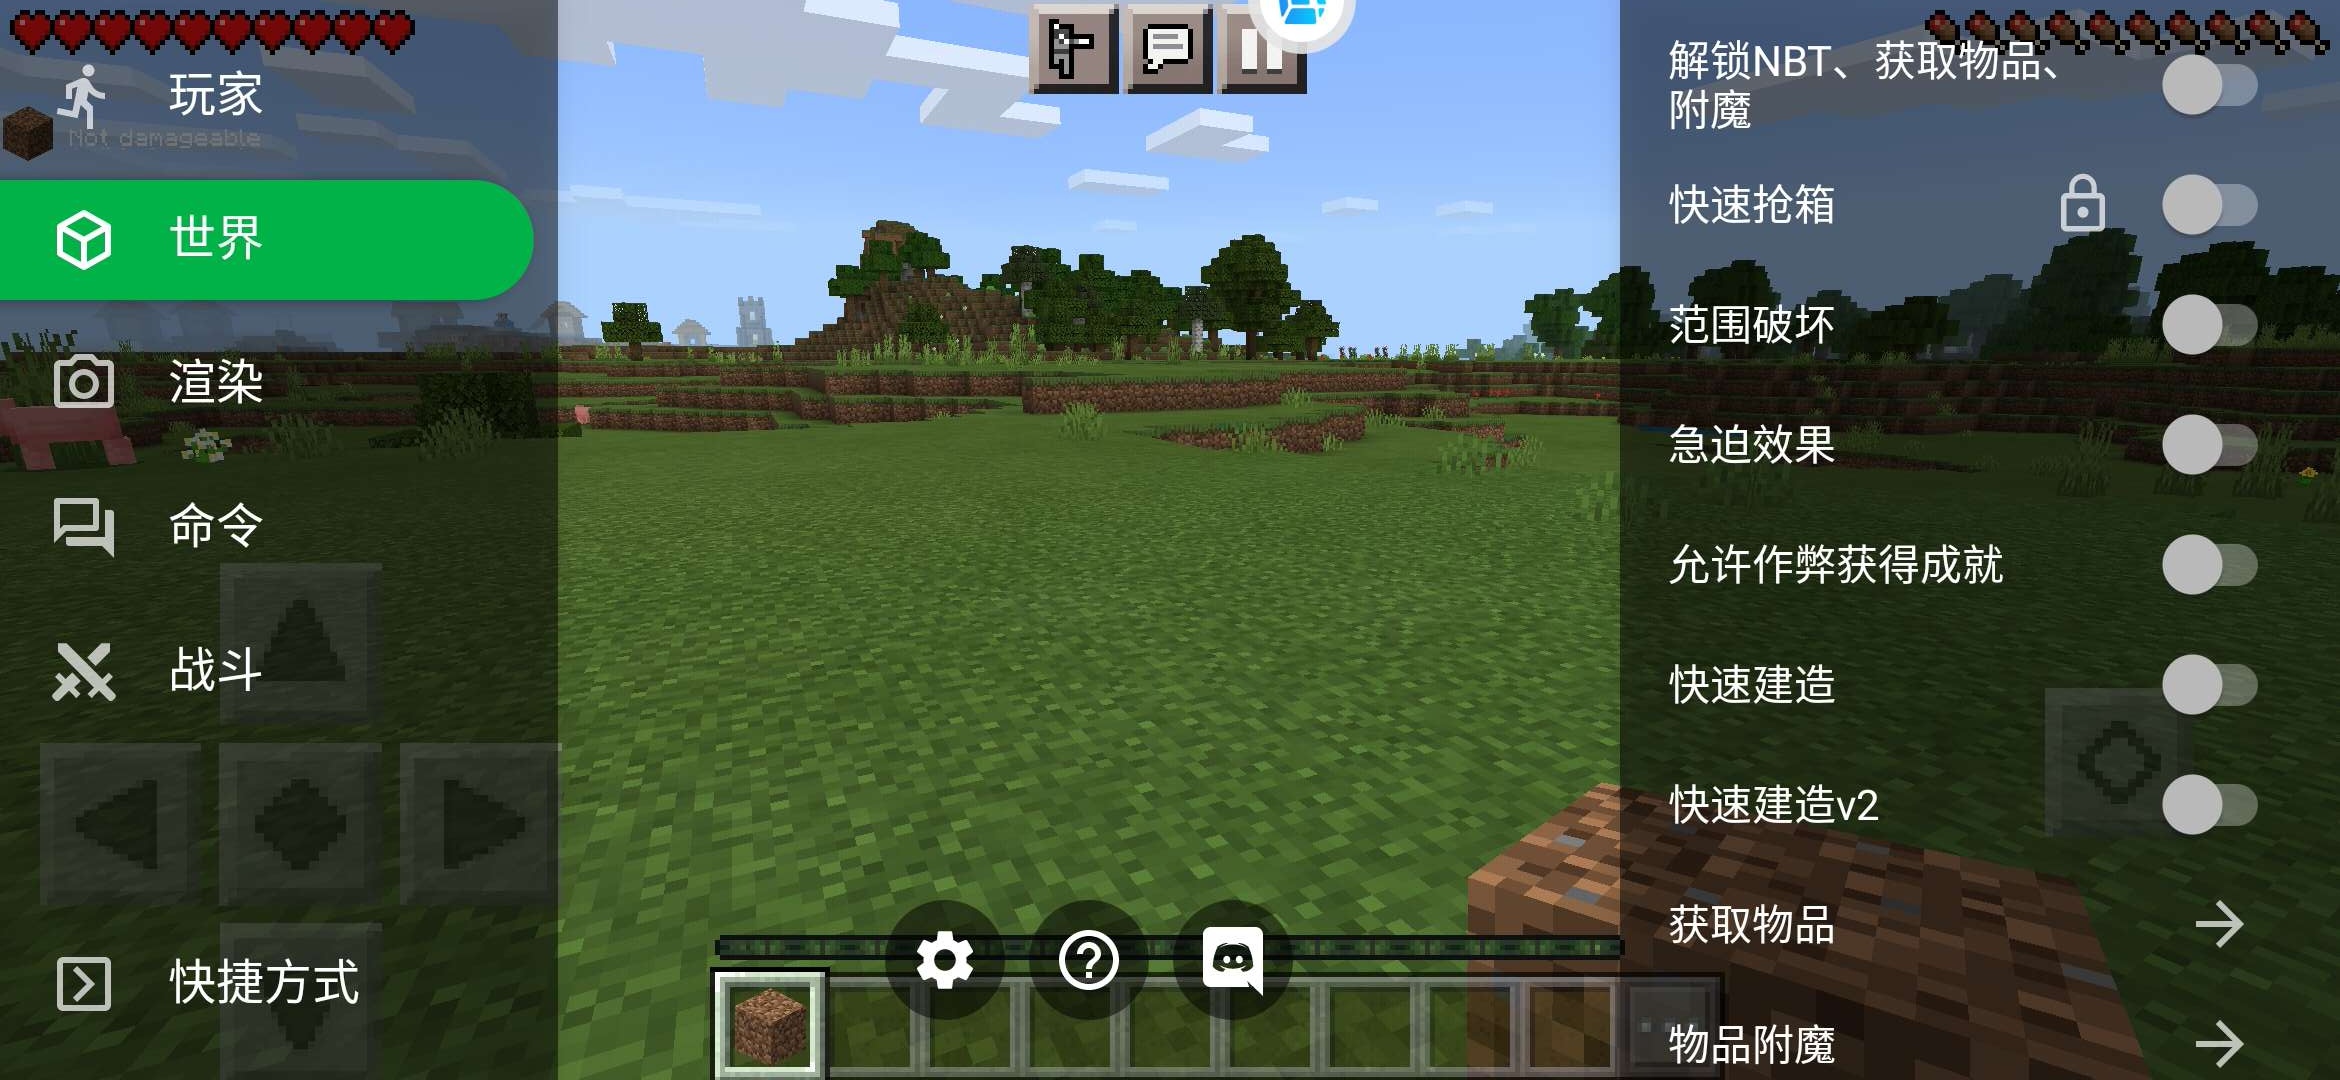 玩家
Not damageable
世界
渲染
命令
战斗
快捷方式
解锁NBT、获取物品、
附魔
快速抢箱
范围破坏
急迫效果
允许作弊获得成就
快速建造
快速建造v2
获取物品
物品附魔